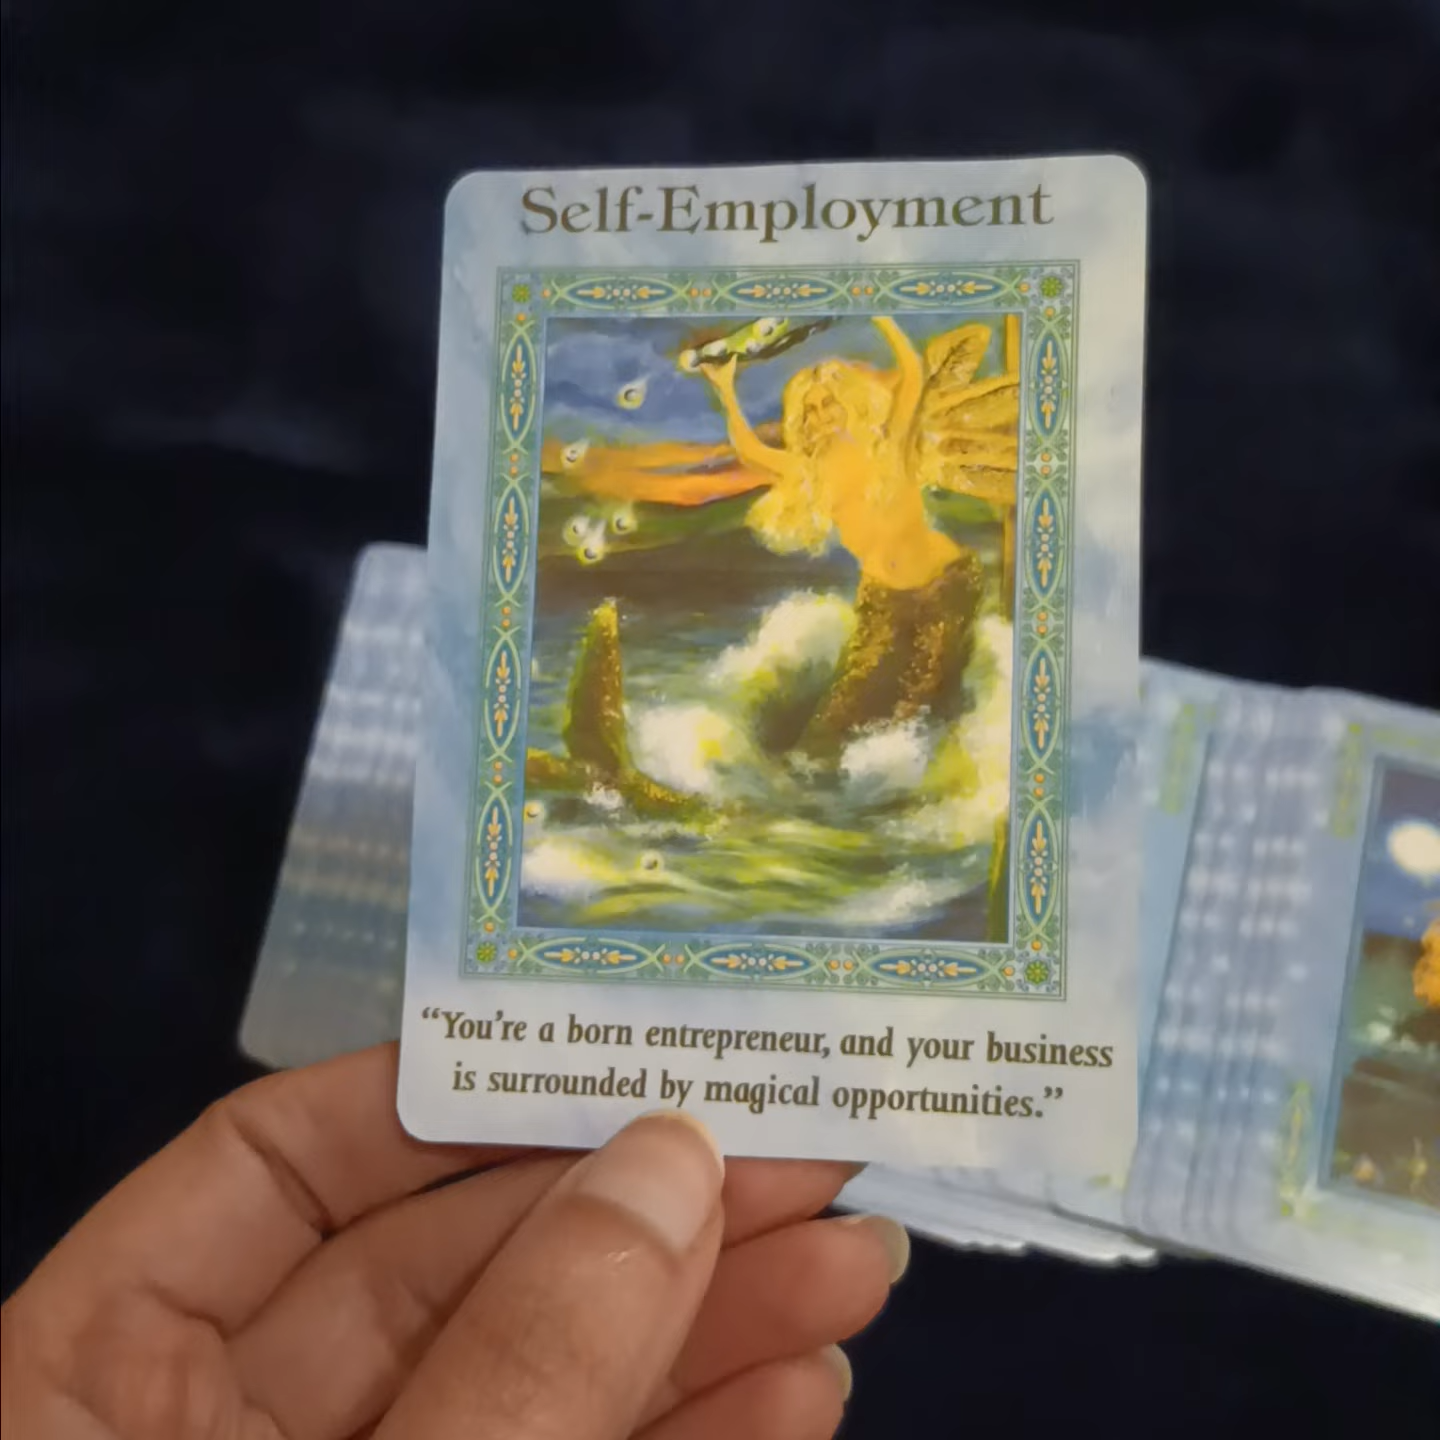 Self-Employment
“You’re a born entrepreneur, and your business
is surrounded by magical opportunities.”